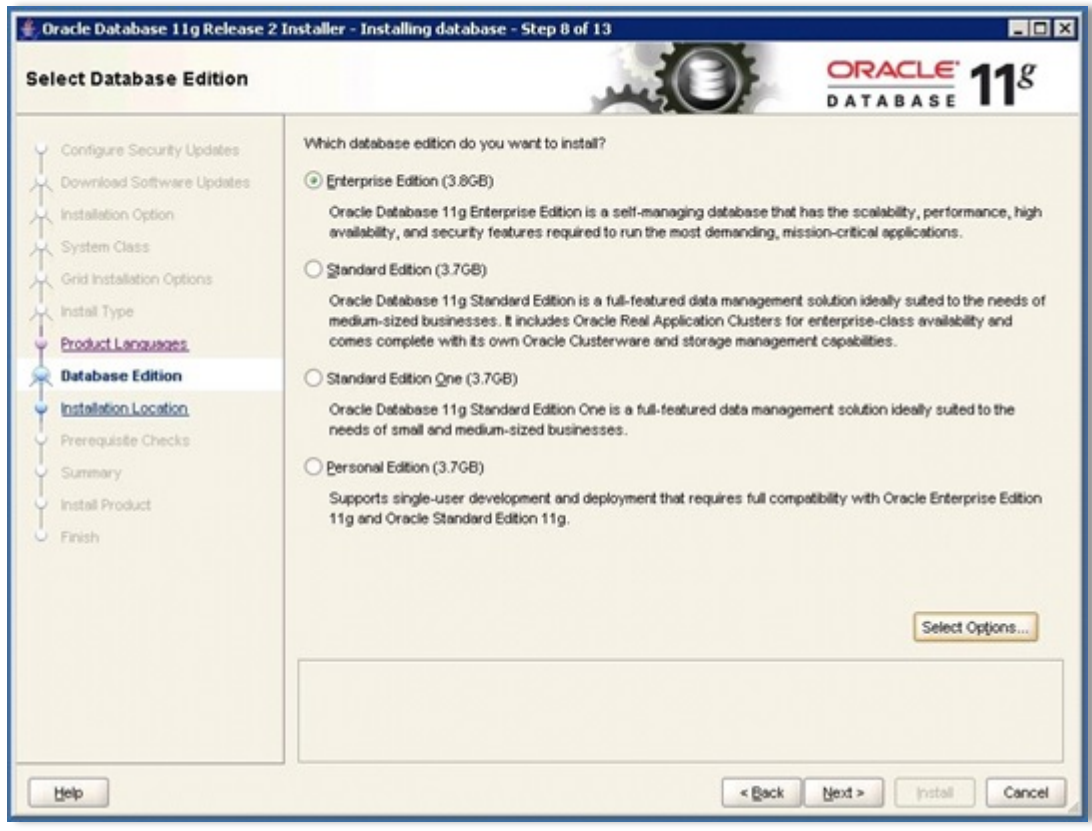 Oracle Database 11g Release 2 Installer - Installing database - Step 8 of 13
Select Database Edition
ORACLE
DATABASE 11g
Configure Security Updates
Download Software Updates
Installation Option
System Class
Grid Installation Options
Install Type
Product Languages
Database Edition
Installation Location
Prerequisite Checks
Summary
Install Product
Finish
Which database edition do you want to install?
Enterprise Edition (3.8GB)
Oracle Database 11g Enterprise Edition is a self-managing database that has the scalability, performance, high
availability, and security features required to run the most demanding, mission-critical applications.
Standard Edition (3.7GB)
Oracle Database 11g Standard Edition is a full-featured data management solution ideally suited to the needs of
medium-sized businesses. It includes Oracle Real Application Clusters for enterprise-class availability and
comes complete with its own Oracle Clusterware and storage management capabilities.
Standard Edition One (3.7GB)
Oracle Database 11g Standard Edition One is a full-featured data management solution ideally suited to the
needs of small and medium-sized businesses.
Personal Edition (3.7GB)
Supports single-user development and deployment that requires full compatibility with Oracle Enterprise Edition
11g and Oracle Standard Edition 11g.
Select Options...
Help
< Back
Next >
Install
Cancel